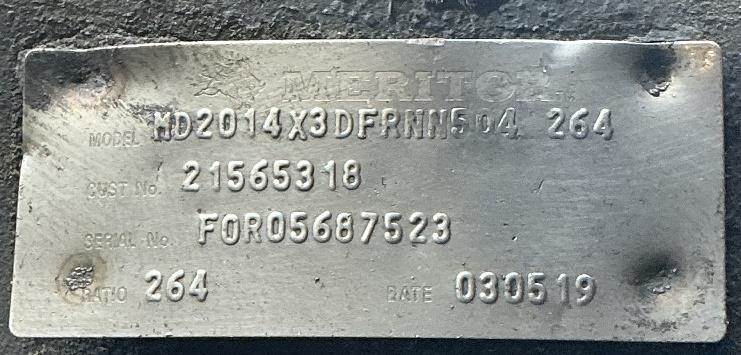 MERITOR
MODEL MD2014X3DFRNN504 264
CUST No. 21565318
SERIAL No. FOR05687523
RATIO 264 DATE 030519